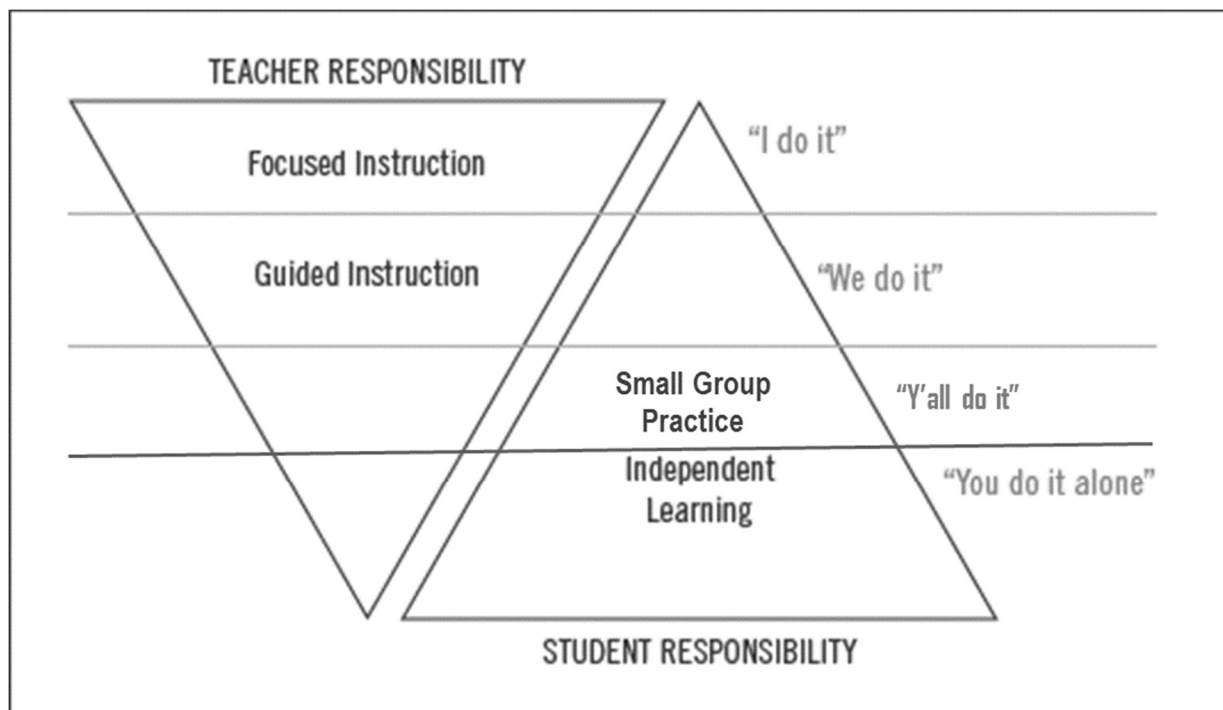 TEACHER RESPONSIBILITY
Focused Instruction
“I do it”
Guided Instruction
“We do it”
Small Group
Practice
“Y’all do it”
Independent
Learning
“You do it alone”
STUDENT RESPONSIBILITY